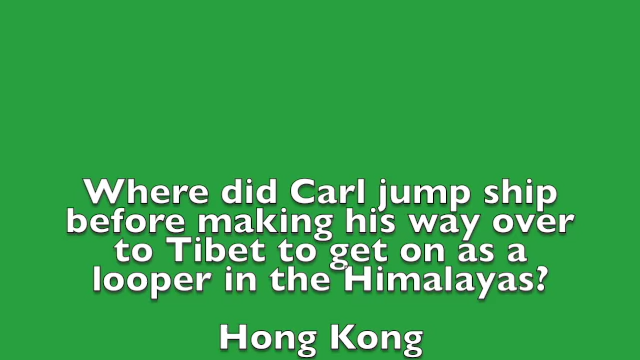 Where did Carl jump ship
before making his way over
to Tibet to get on as a
looper in the Himalayas?
Hong Kong